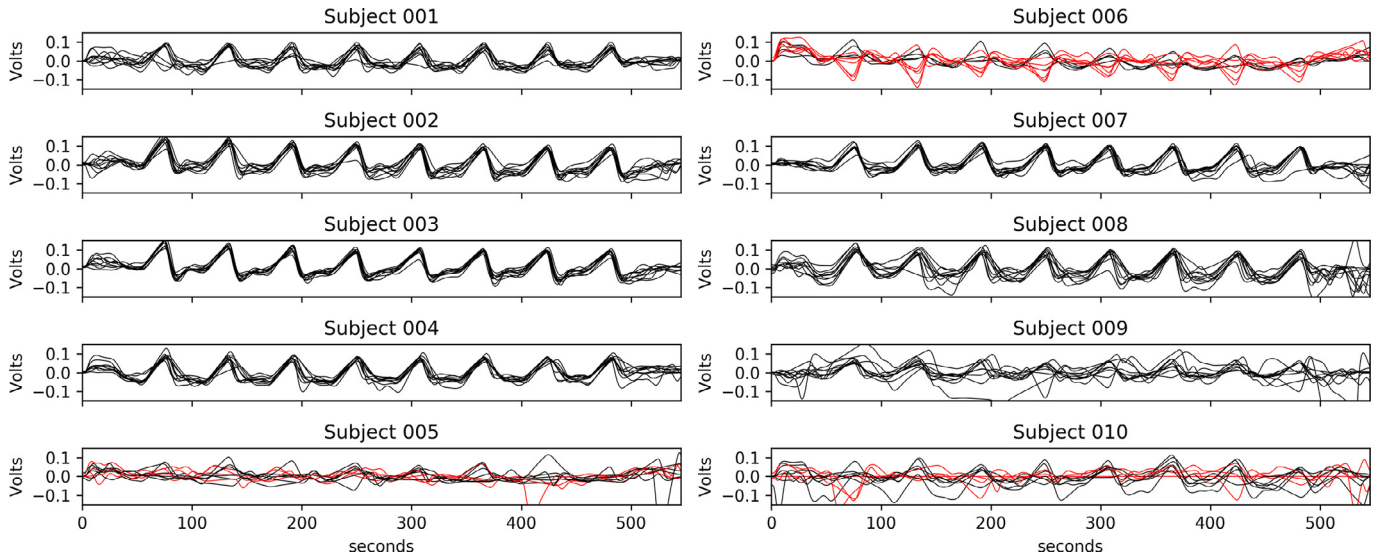 Subject 001
Volts
0.1
0.0
−0.1
Subject 002
Volts
0.1
0.0
−0.1
Subject 003
Volts
0.1
0.0
−0.1
Subject 004
Volts
0.1
0.0
−0.1
Subject 005
Volts
0.1
0.0
−0.1
0 100 200 300 400 500
seconds
Subject 006
Volts
0.1
0.0
−0.1
Subject 007
Volts
0.1
0.0
−0.1
Subject 008
Volts
0.1
0.0
−0.1
Subject 009
Volts
0.1
0.0
−0.1
Subject 010
Volts
0.1
0.0
−0.1
0 100 200 300 400 500
seconds